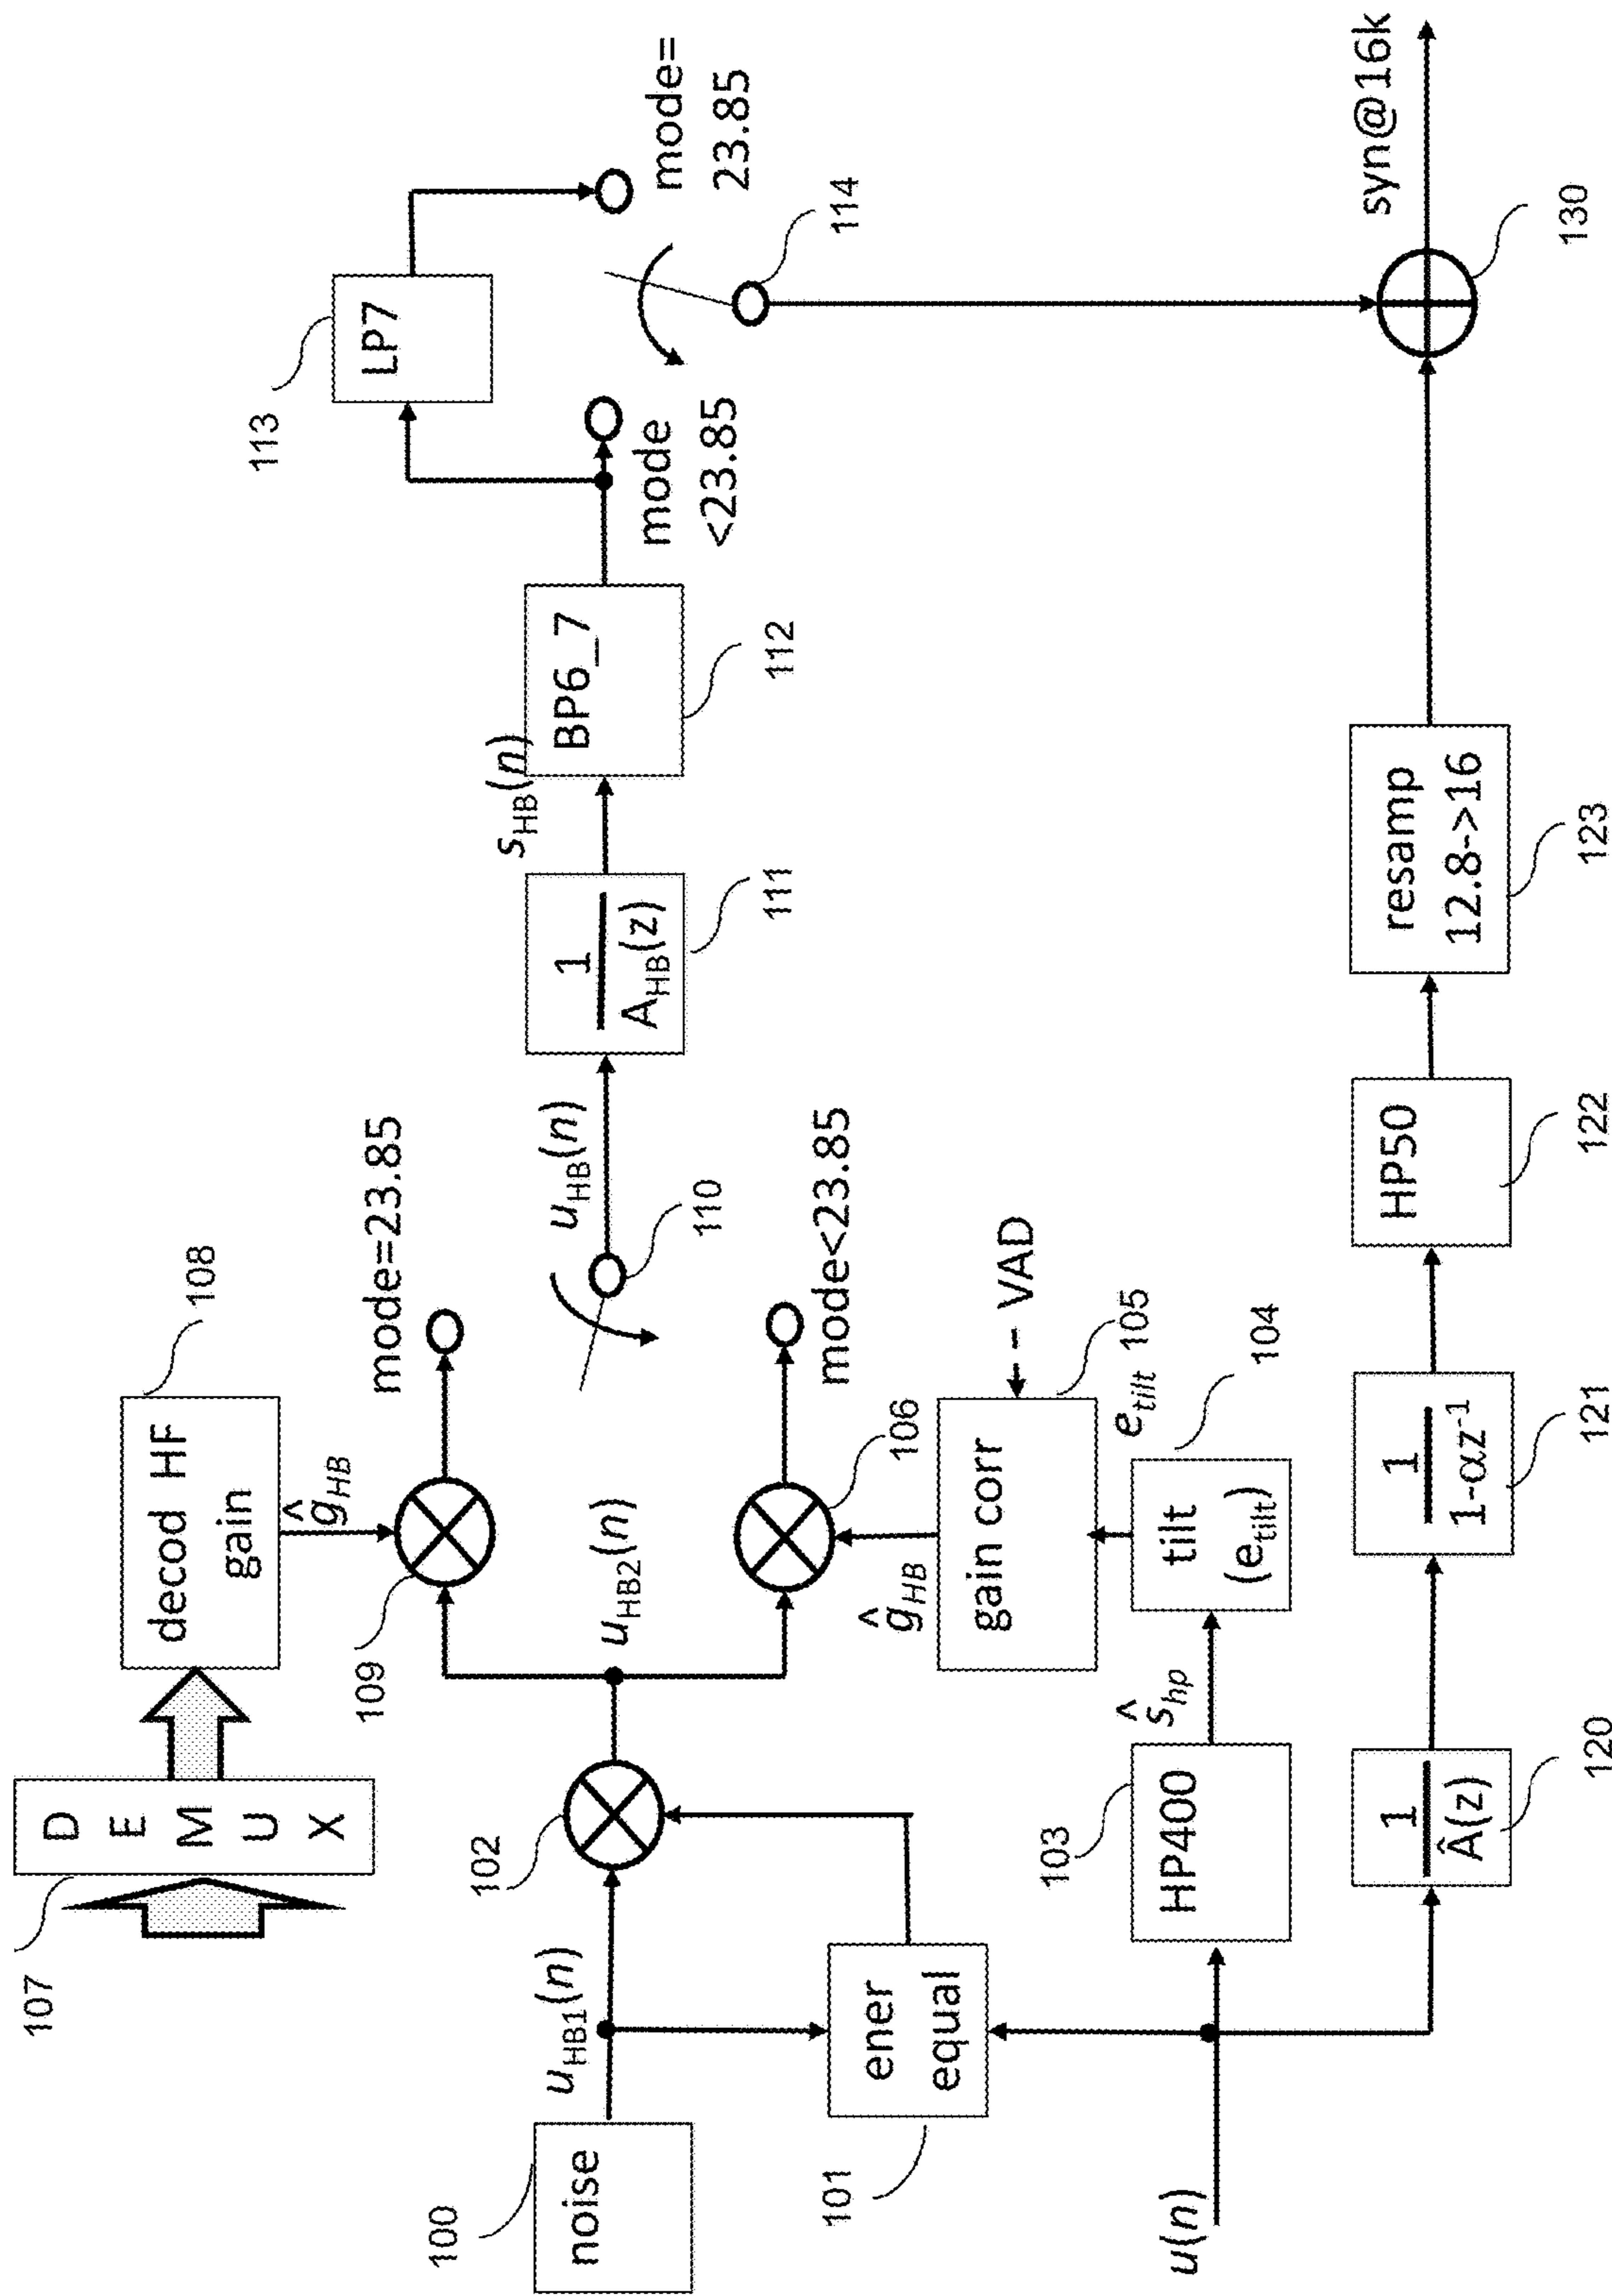 107
D
E
M
U
X
108
decod HF
gain
ĝHB
109
mode=23.85
113
LP7
mode=
23.85
100
noise
uHB1(n)
102
uHB2(n)
110
uHB(n)
1
AHB(z)
111
sHB(n)
BP6_7
112
mode
<23.85
114
101
ener
equal
106
mode<23.85
ĝHB
gain corr
105
VAD
etilt
104
tilt
(etilt)
ŝhp
103
HP400
u(n)
1
Â(z)
120
1
1-αz⁻¹
121
HP50
122
resamp
12.8->16
123
130
syn@16k